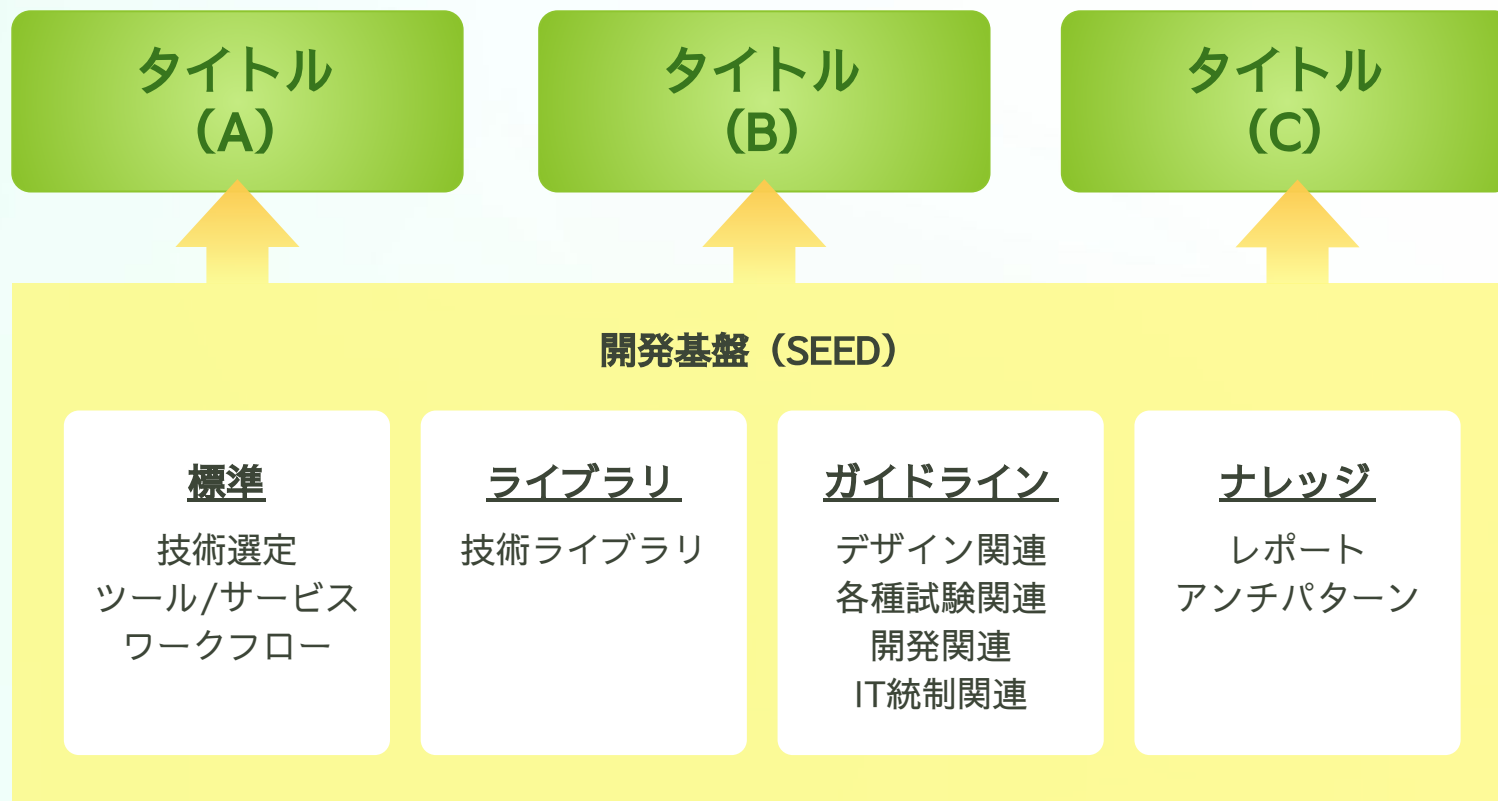 タイトル
（A）
タイトル
（B）
タイトル
（C）
開発基盤（SEED）
標準
技術選定
ツール/サービス
ワークフロー
ライブラリ
技術ライブラリ
ガイドライン
デザイン関連
各種試験関連
開発関連
IT統制関連
ナレッジ
レポート
アンチパターン